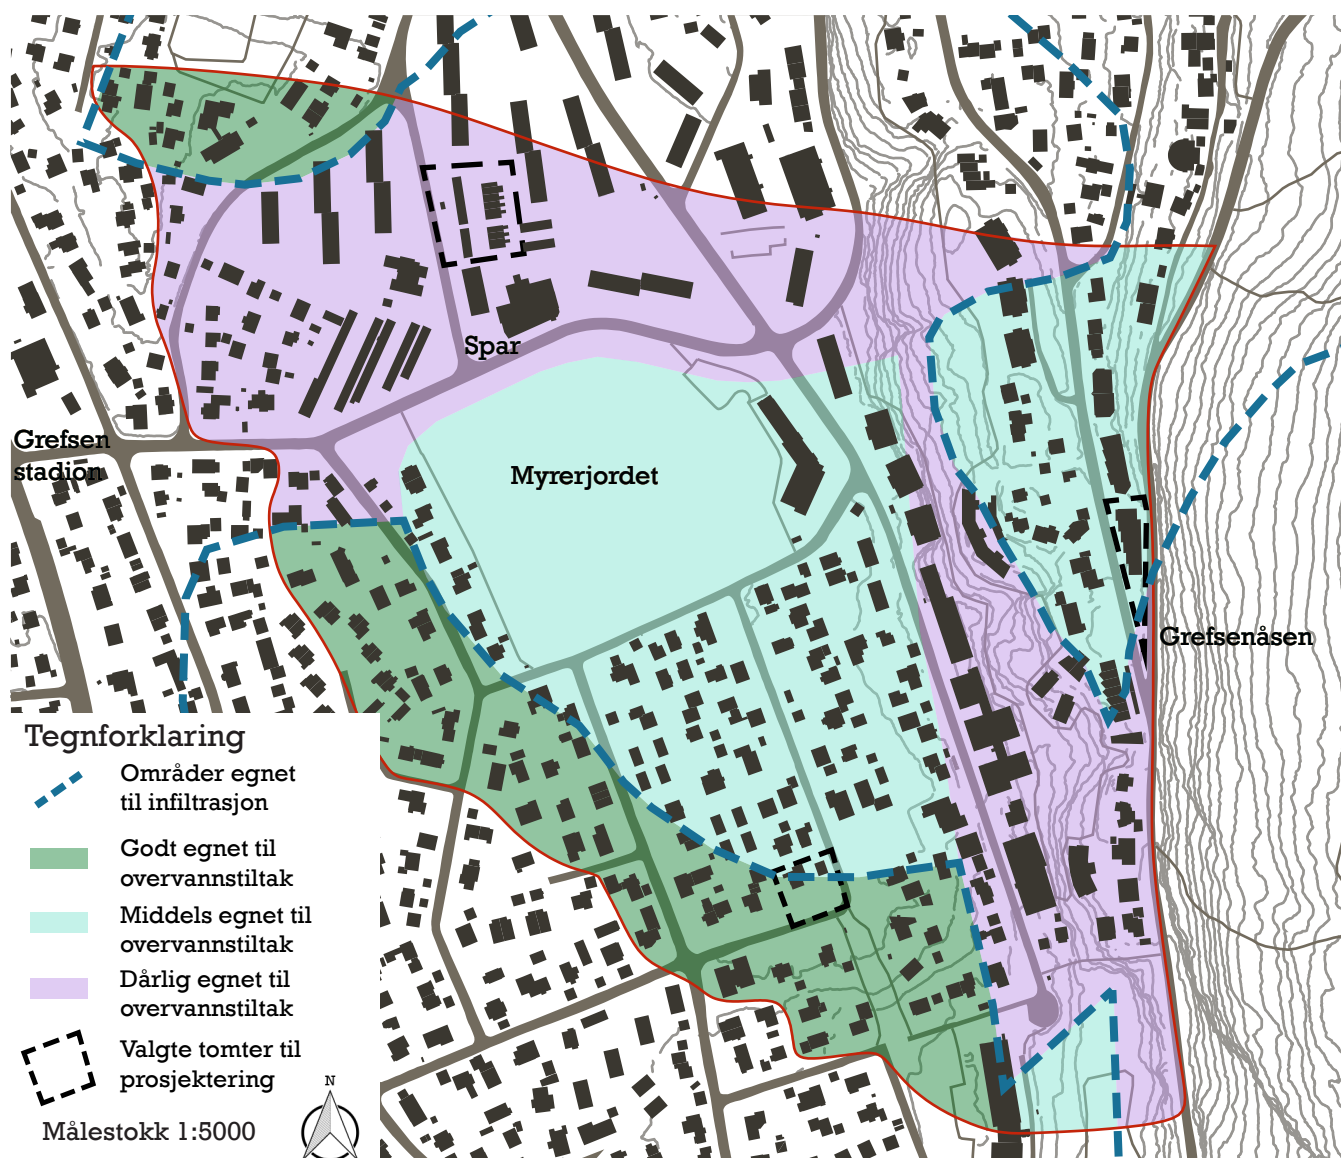 Spar
Grefsen
stadion
Myrerjordet
Grefsenåsen
Tegnforklaring
Områder egnet
til infiltrasjon
Godt egnet til
overvannstiltak
Middels egnet til
overvannstiltak
Dårlig egnet til
overvannstiltak
Valgte tomter til
prosjektering
N
Målestokk 1:5000